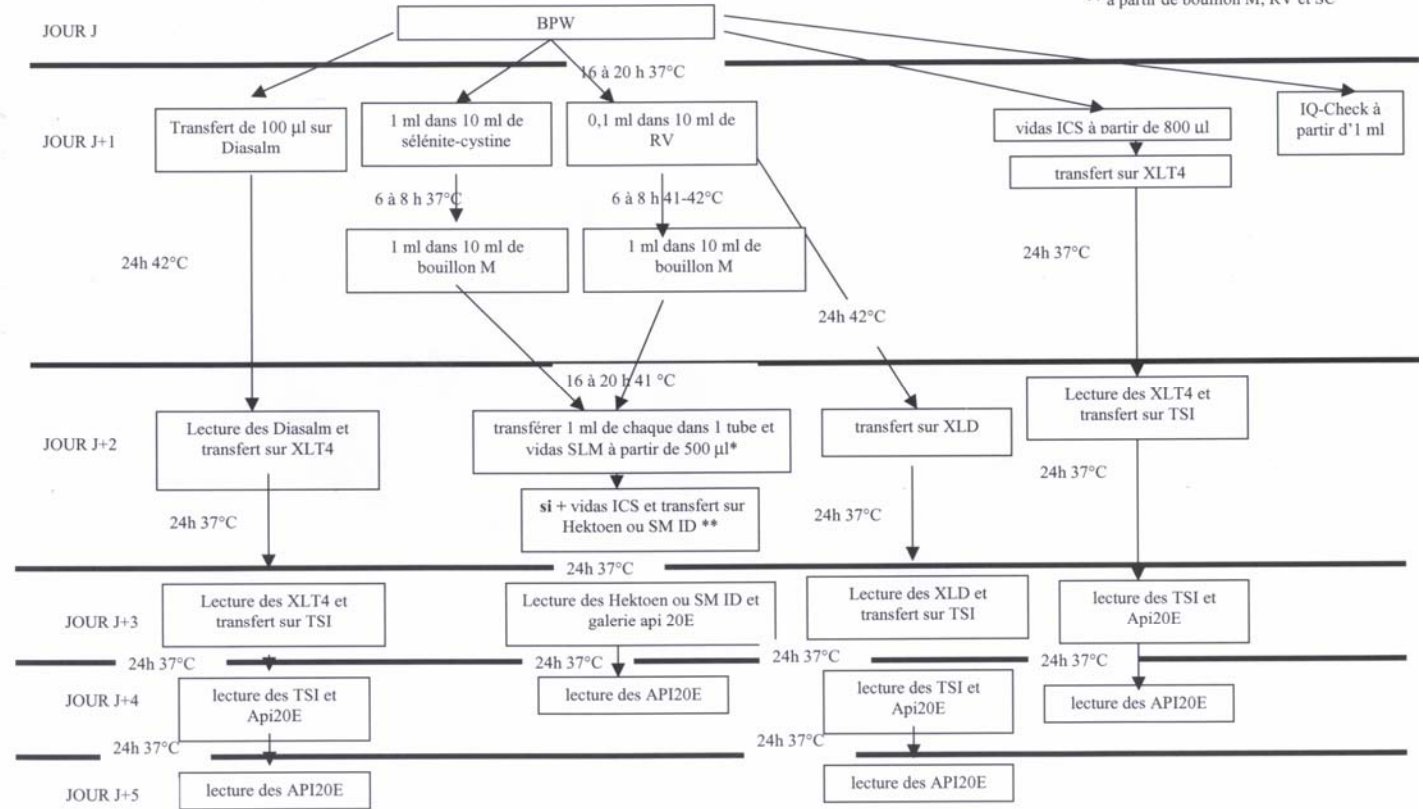 ** à partir de bouillon M, RV et SC
JOUR J
BPW
16 à 20 h 37°C
JOUR J+1
Transfert de 100 µl sur
Diasalm
1 ml dans 10 ml de
sélénite-cystine
0,1 ml dans 10 ml de
RV
vidas ICS à partir de 800 µl
transfert sur XLT4
IQ-Check à
partir d'1 ml
6 à 8 h 37°C
6 à 8 h 41-42°C
24h 42°C
1 ml dans 10 ml de
bouillon M
1 ml dans 10 ml de
bouillon M
24h 37°C
24h 42°C
16 à 20 h 41 °C
JOUR J+2
Lecture des Diasalm et
transfert sur XLT4
transférer 1 ml de chaque dans 1 tube et
vidas SLM à partir de 500 µl*
transfert sur XLD
Lecture des XLT4 et
transfert sur TSI
24h 37°C
si + vidas ICS et transfert sur
Hektoen ou SM ID **
24h 37°C
24h 37°C
24h 37°C
JOUR J+3
Lecture des XLT4 et
transfert sur TSI
Lecture des Hektoen ou SM ID et
galerie api 20E
Lecture des XLD et
transfert sur TSI
lecture des TSI et
Api20E
24h 37°C
24h 37°C
24h 37°C
24h 37°C
JOUR J+4
lecture des TSI et
Api20E
lecture des API20E
lecture des TSI et
Api20E
lecture des API20E
24h 37°C
24h 37°C
JOUR J+5
lecture des API20E
lecture des API20E